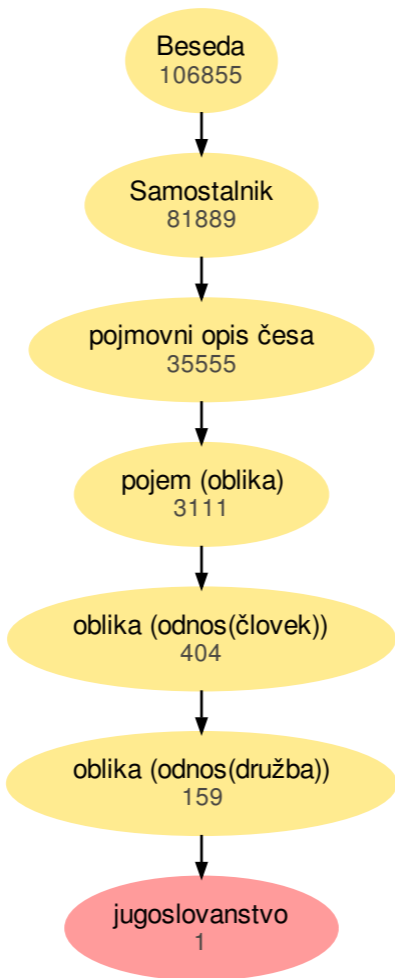 Beseda
106855
Samostalnik
81889
pojmovni opis česa
35555
pojem (oblika)
3111
oblika (odnos(človek))
404
oblika (odnos(družba))
159
jugoslovanstvo
1